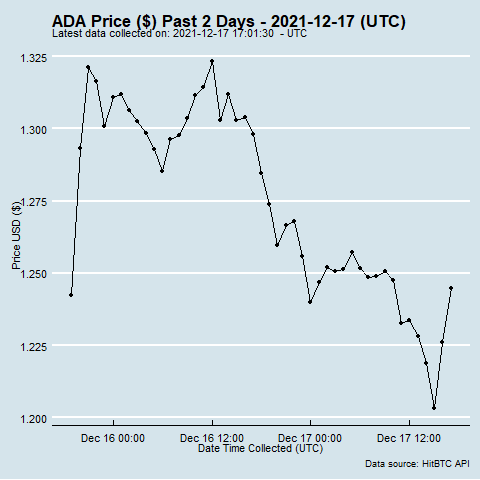 ADA Price ($) Past 2 Days - 2021-12-17 (UTC)
Latest data collected on: 2021-12-17 17:01:30  - UTC
Price USD ($)
1.325
1.300
1.275
1.250
1.225
1.200
Dec 16 00:00
Dec 16 12:00
Dec 17 00:00
Dec 17 12:00
Date Time Collected (UTC)
Data source: HitBTC API